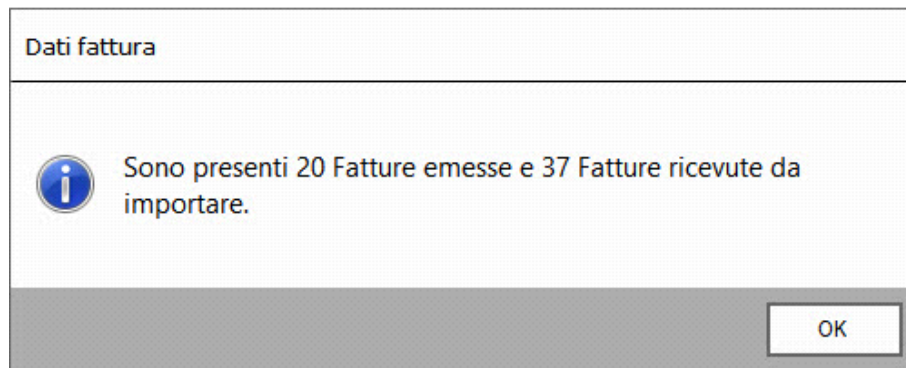 Dati fattura
Sono presenti 20 Fatture emesse e 37 Fatture ricevute da
importare.
OK